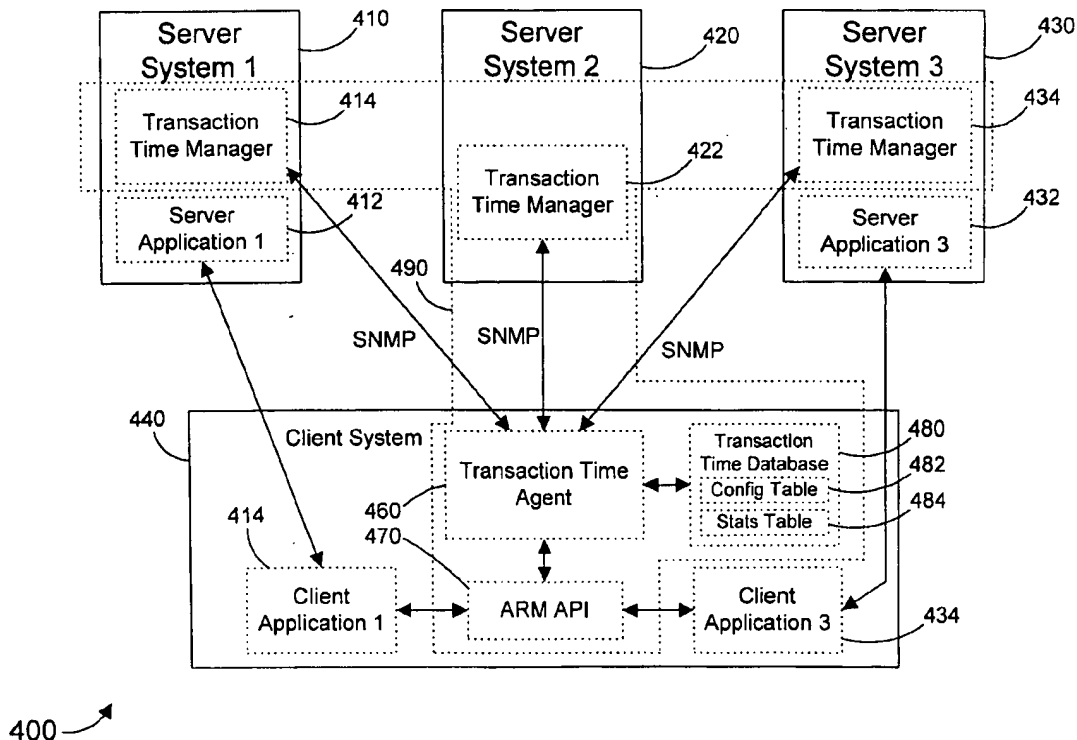 Server
System 1
410
Server
System 2
420
Server
System 3
430
Transaction
Time Manager
414
Transaction
Time Manager
422
Transaction
Time Manager
434
Server
Application 1
412
Server
Application 3
432
490
SNMP
SNMP
SNMP
440
Client System
Transaction Time
Agent
460
Transaction
Time Database
480
Config Table
482
Stats Table
484
414
470
Client
Application 1
ARM API
Client
Application 3
434
400